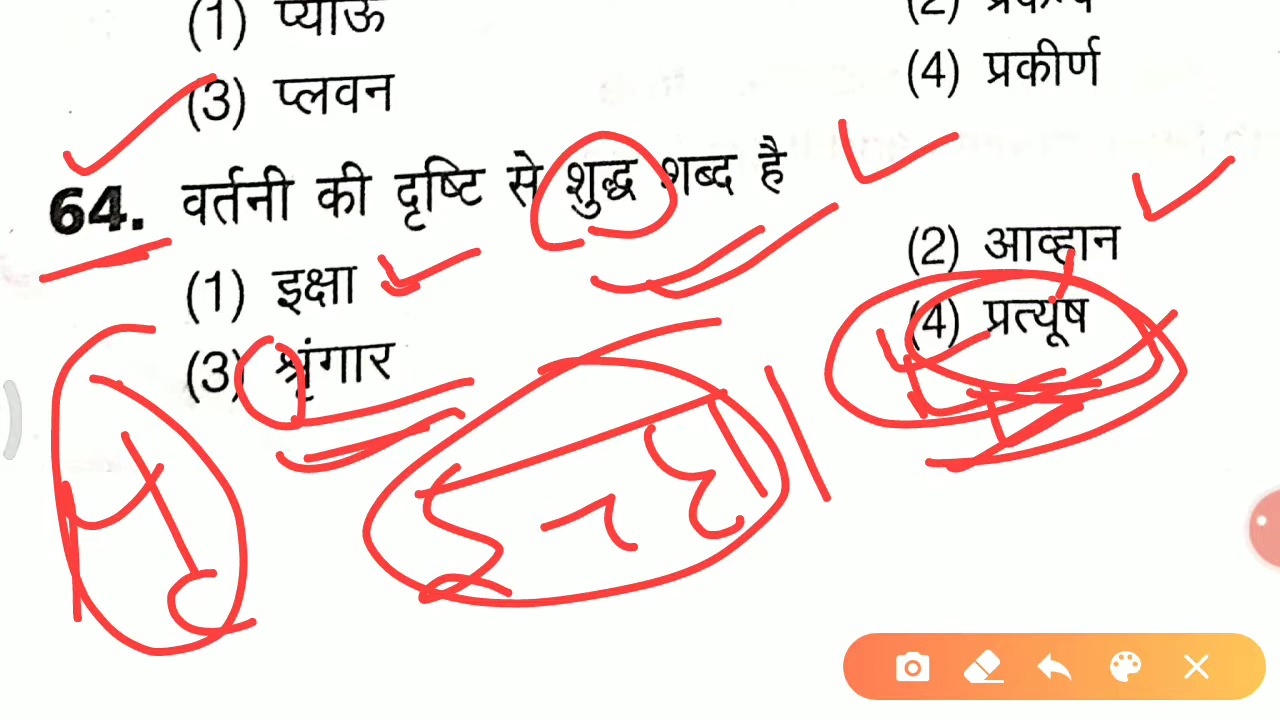 (1) प्याऊ
(3) प्लवन
(4) प्रकीर्ण
64. वर्तनी की दृष्टि से शुद्ध शब्द है
(1) इक्षा
(2) आव्हान
(3) श्रृंगार
(4) प्रत्यूष